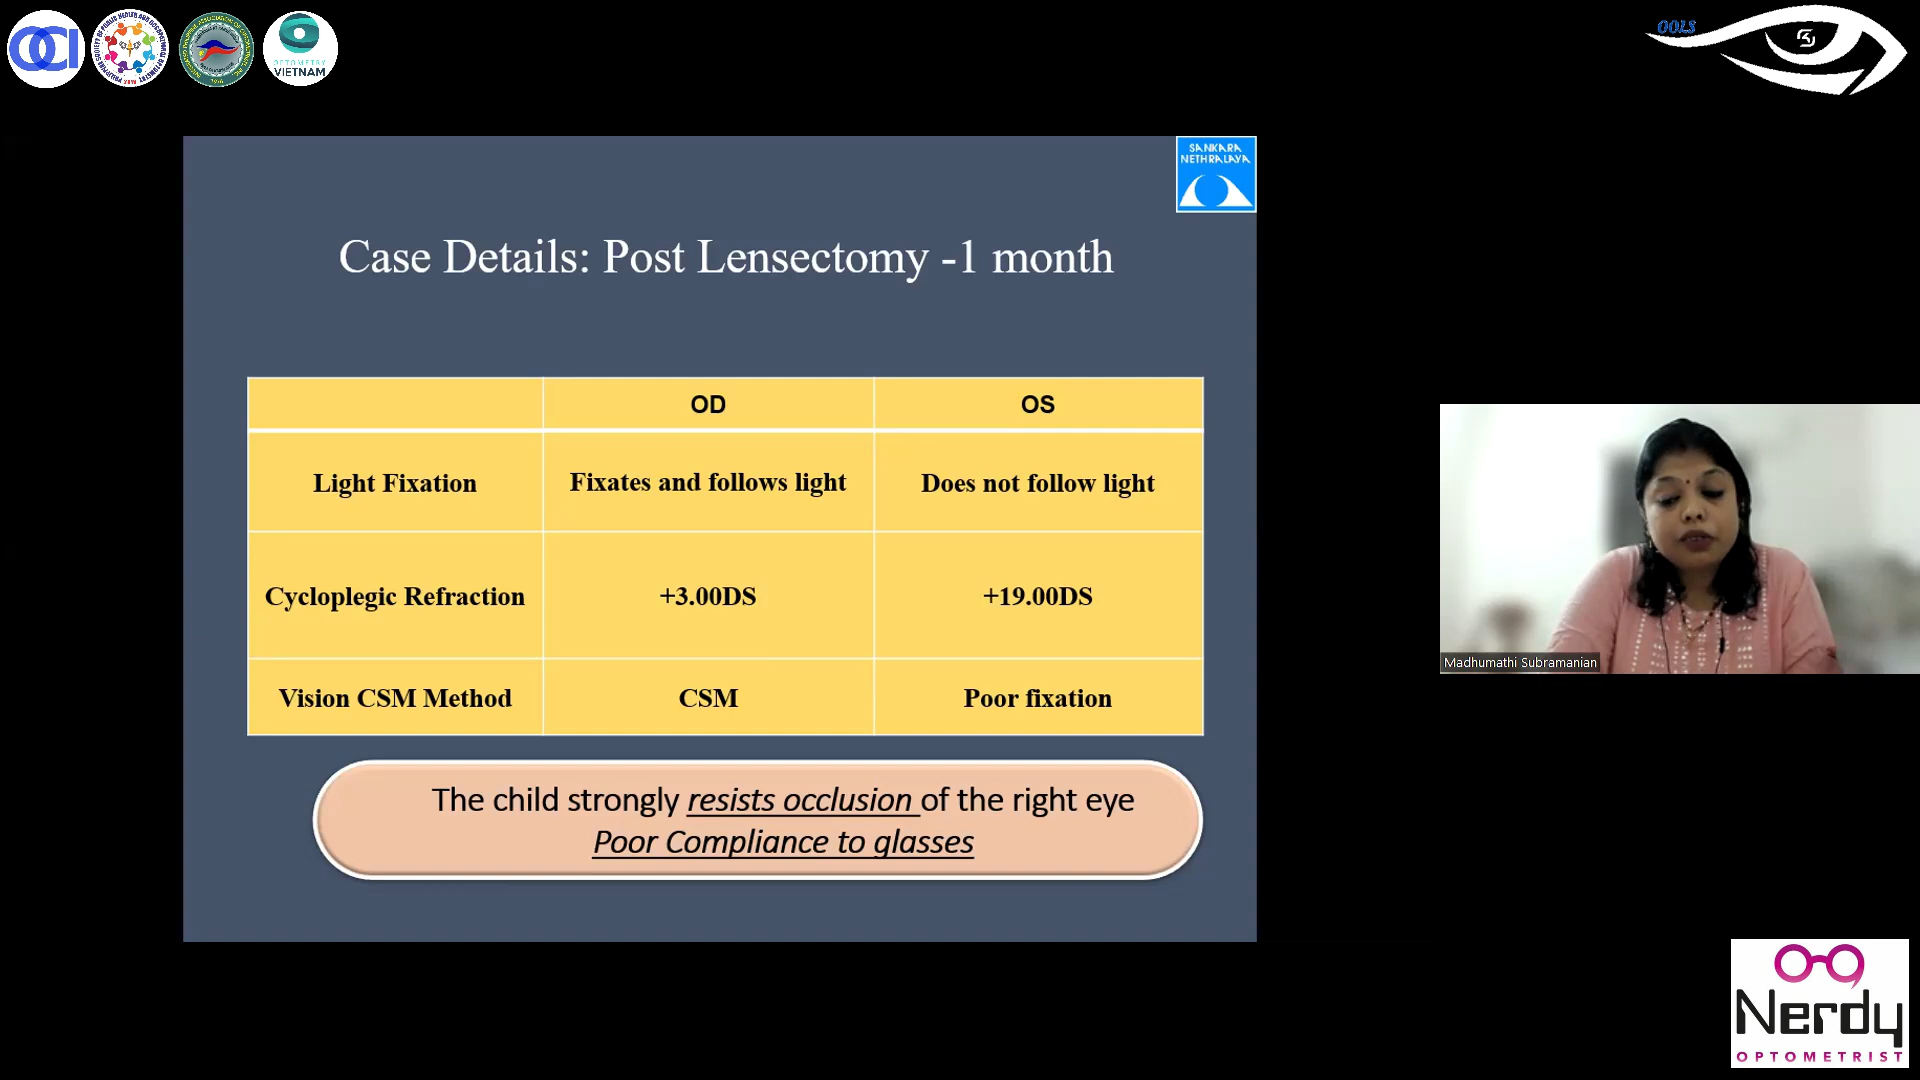 OCI
OPTOMETRY
VIETNAM
OOLS
SANKARA
NETHRALAYA
Case Details: Post Lensectomy -1 month
OD OS
Light Fixation Fixates and follows light Does not follow light
Cycloplegic Refraction +3.00DS +19.00DS
Vision CSM Method CSM Poor fixation
The child strongly resists occlusion of the right eye
Poor Compliance to glasses
Madhumathi Subramanian
Nerdy
OPTOMETRIST